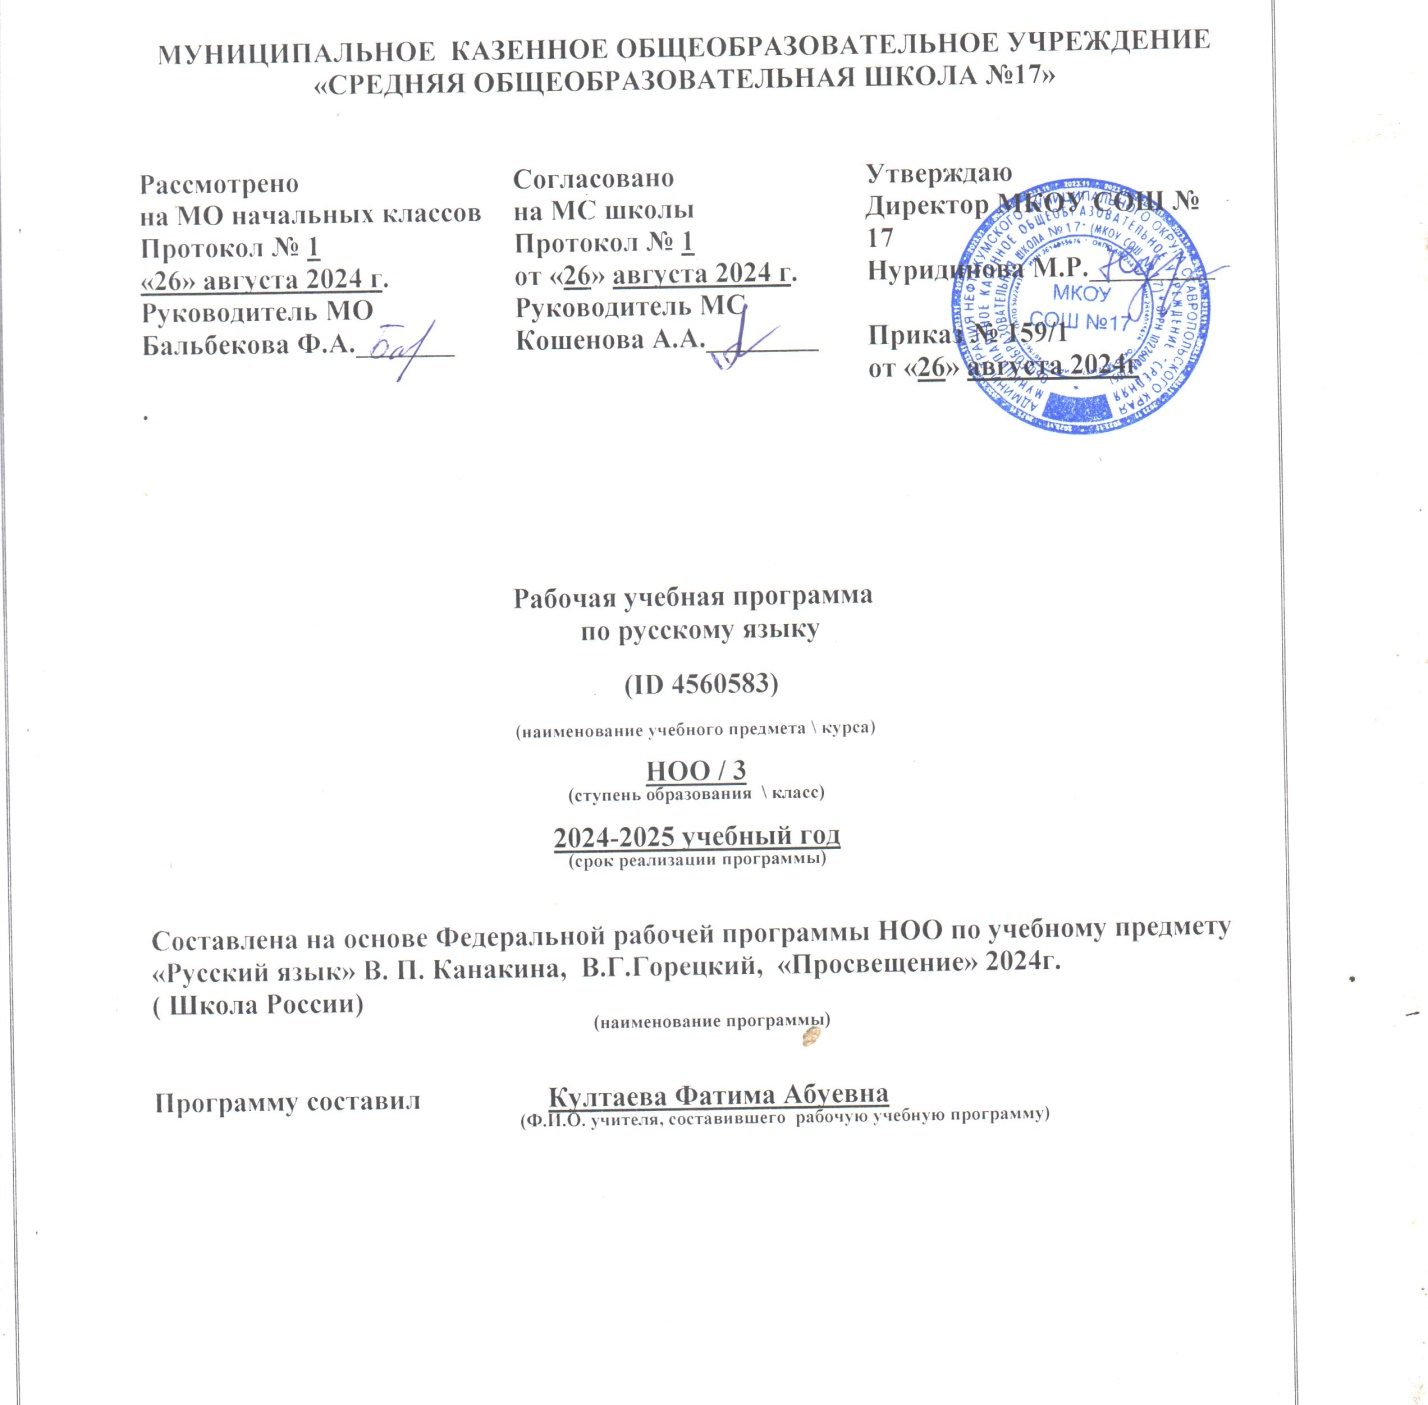 МУНИЦИПАЛЬНОЕ КАЗЕННОЕ ОБЩЕОБРАЗОВАТЕЛЬНОЕ УЧРЕЖДЕНИЕ
«СРЕДНЯЯ ОБЩЕОБРАЗОВАТЕЛЬНАЯ ШКОЛА №17»
Рассмотрено
на МО начальных классов
Протокол № 1
«26» августа 2024 г.
Руководитель МО
Бальбекова Ф.А.
Согласовано
на МС школы
Протокол № 1
от «26» августа 2024 г.
Руководитель МС
Кошенова А.А.
Утверждаю
Директор МКОУ СОШ №
17
Нуридинова М.Р.
Приказ № 159/1
от «26» августа 2024г
МКОУ
СОШ №17
Рабочая учебная программа
по русскому языку
(ID 4560583)
(наименование учебного предмета \ курса)
НОО / 3
(ступень образования \ класс)
2024-2025 учебный год
(срок реализации программы)
Составлена на основе Федеральной рабочей программы НОО по учебному предмету
«Русский язык» В. П. Канакина, В.Г.Горецкий, «Просвещение» 2024г.
( Школа России)
(наименование программы)
Программу составил Култаева Фатима Абуевна
(Ф.И.О. учителя, составившего рабочую учебную программу)